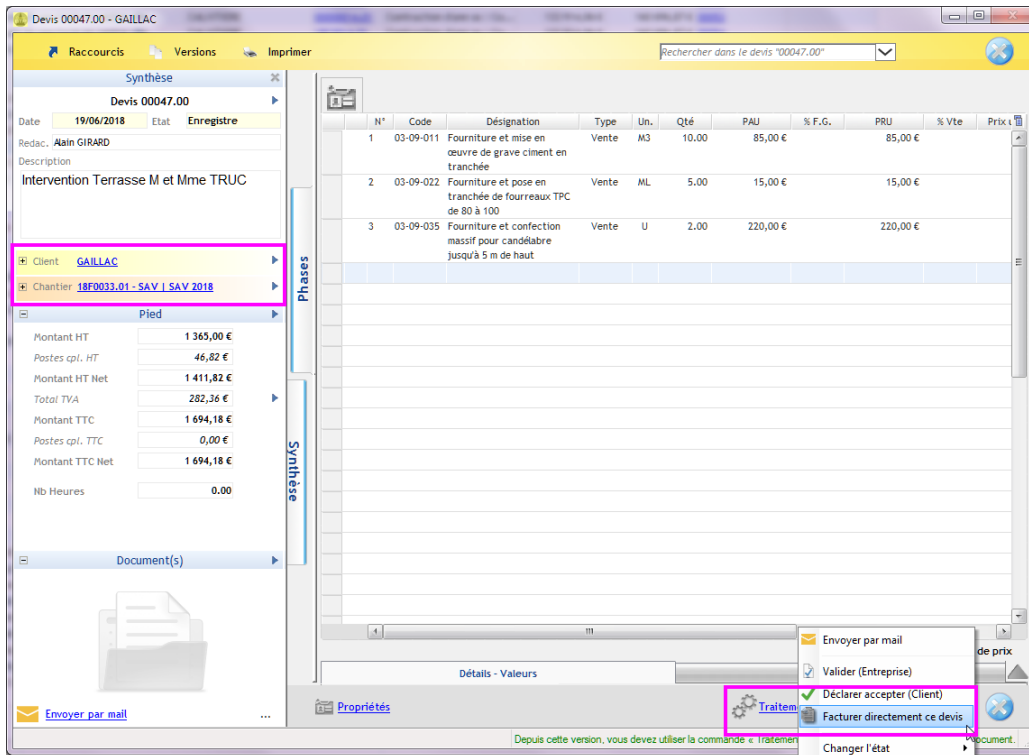 Devis 00047.00 - GAILLAC
Raccourcis Versions Imprimer Rechercher dans le devis "00047.00"
Synthèse
Devis 00047.00
Date 19/06/2018 Etat Enregistre
Redac. Alain GIRARD
Description
Intervention Terrasse M et Mme TRUC
Client GAILLAC
Chantier 18F0033.01 - SAV | SAV 2018
Pied
Montant HT 1 365,00 €
Postes cpl. HT 46,82 €
Montant HT Net 1 411,82 €
Total TVA 282,36 €
Montant TTC 1 694,18 €
Postes cpl. TTC 0,00 €
Montant TTC Net 1 694,18 €
Nb Heures 0.00
Document(s)
Envoyer par mail ...
Phases
Synthèse
N° Code Désignation Type Un. Qté PAU % F.G. PRU % Vte Prix
1 03-09-011 Fourniture et mise en Vente M3 10.00 85,00 € 85,00 €
œuvre de grave ciment en
tranchée
2 03-09-022 Fourniture et pose en Vente ML 5.00 15,00 € 15,00 €
tranchée de fourreaux TPC
de 80 à 100
3 03-09-035 Fourniture et confection Vente U 2.00 220,00 € 220,00 €
massif pour candélabre
jusqu'à 5 m de haut
de prix
Détails - Valeurs
Propriétés
Traitem
Envoyer par mail
Valider (Entreprise)
Déclarer accepter (Client)
Facturer directement ce devis
Changer l'état
Depuis cette version, vous devez utiliser la commande « Traitemen ocument.